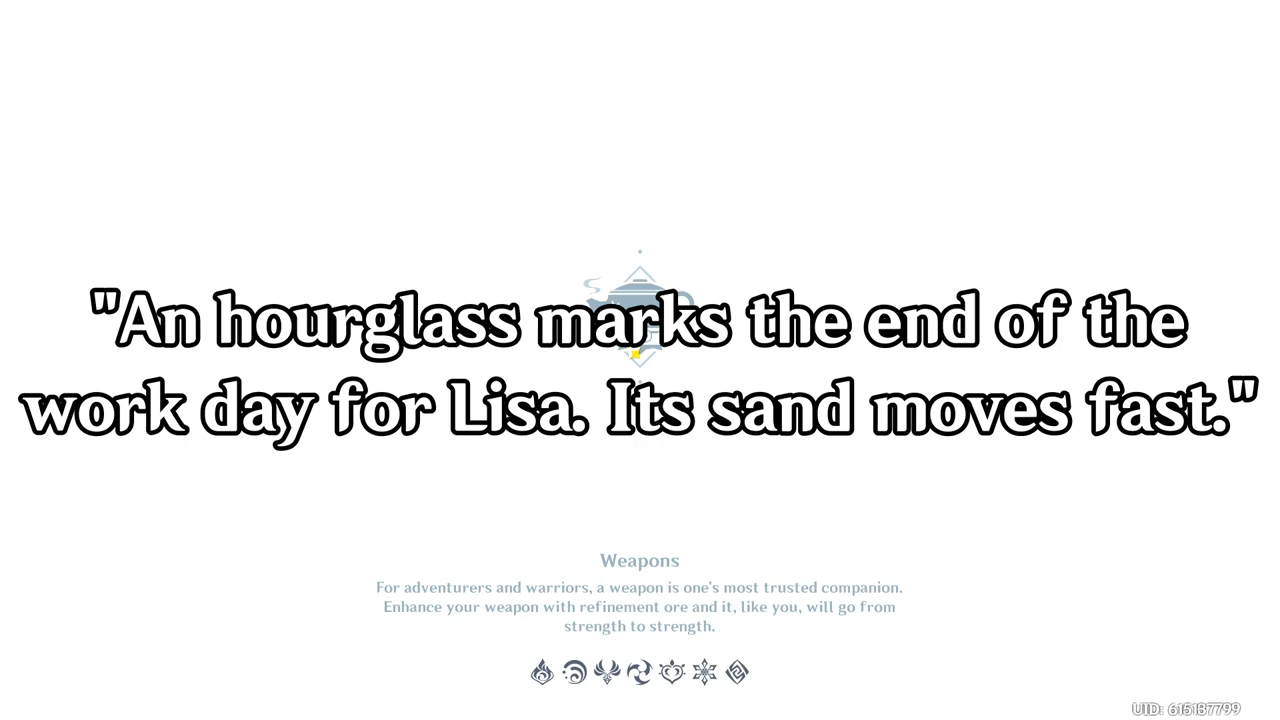 "An hourglass marks the end of the
work day for Lisa. Its sand moves fast."
Weapons
For adventurers and warriors, a weapon is one's most trusted companion.
Enhance your weapon with refinement ore and it, like you, will go from
strength to strength.
UID: 615137799